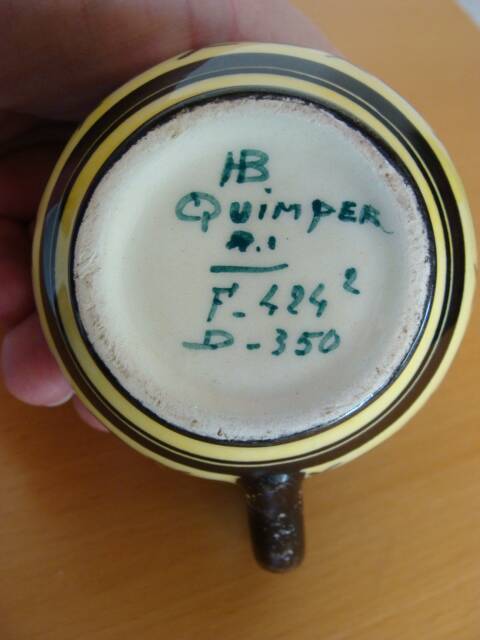 HB.
QUIMPER
A.I
F-424²
D-350